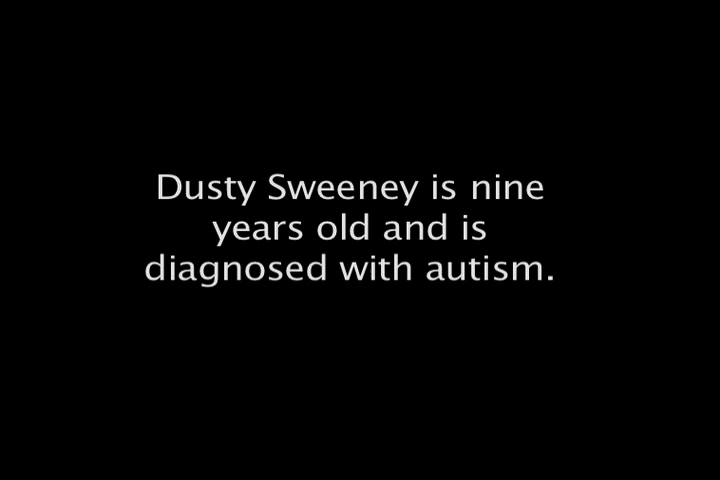 Dusty Sweeney is nine
years old and is
diagnosed with autism.